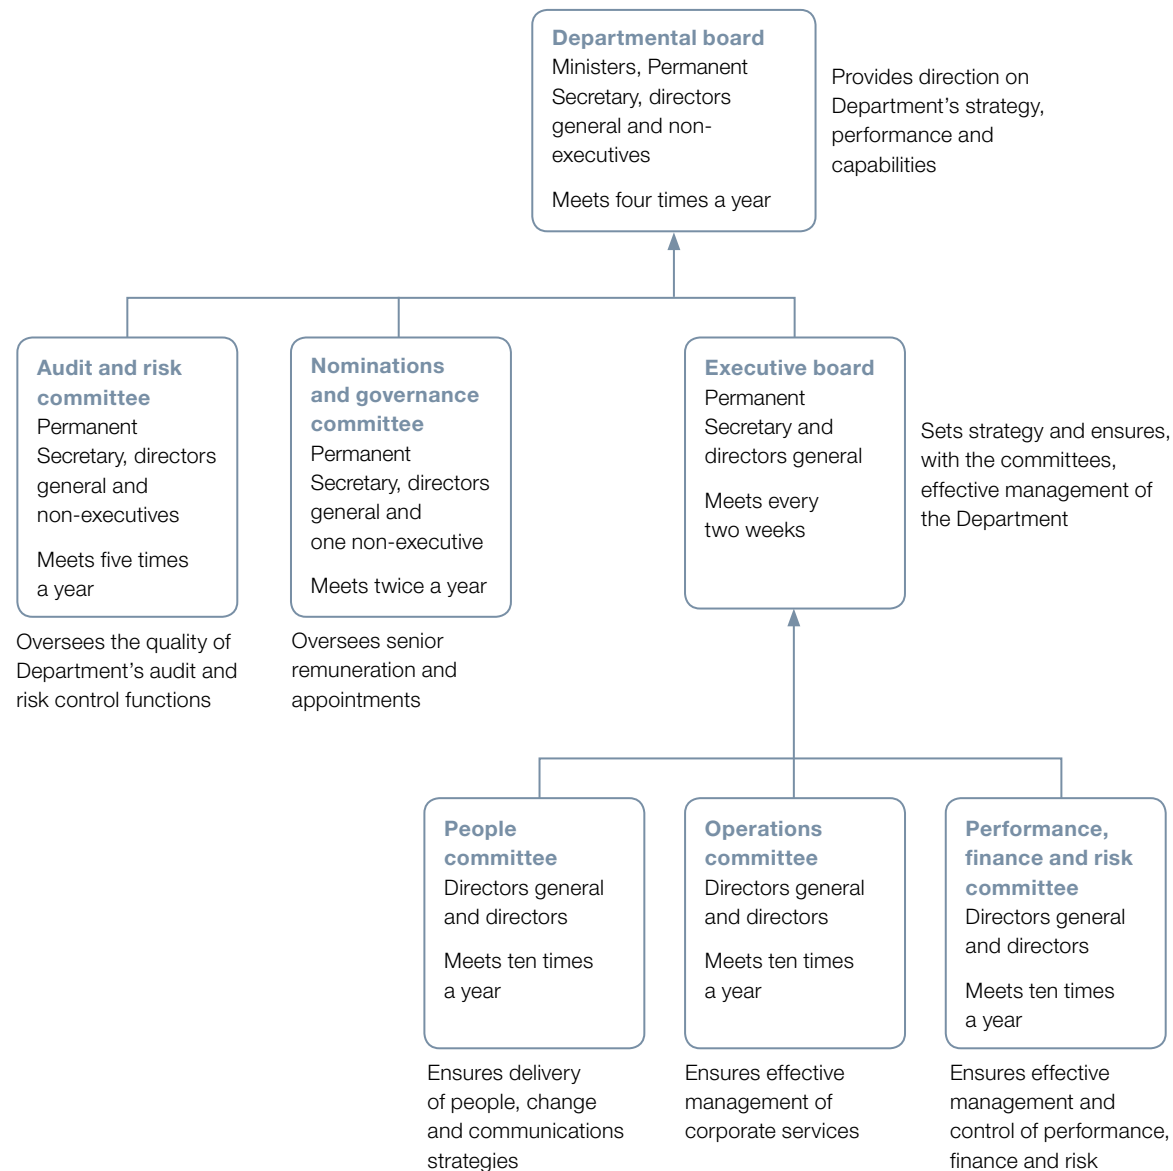 Departmental board
Ministers, Permanent
Secretary, directors
general and non-
executives
Meets four times a year
Provides direction on
Department’s strategy,
performance and
capabilities
Audit and risk
committee
Permanent
Secretary, directors
general and
non-executives
Meets five times
a year
Oversees the quality of
Department’s audit and
risk control functions
Nominations
and governance
committee
Permanent
Secretary, directors
general and
one non-executive
Meets twice a year
Oversees senior
remuneration and
appointments
Executive board
Permanent
Secretary and
directors general
Meets every
two weeks
Sets strategy and ensures,
with the committees,
effective management of
the Department
People
committee
Directors general
and directors
Meets ten times
a year
Ensures delivery
of people, change
and communications
strategies
Operations
committee
Directors general
and directors
Meets ten times
a year
Ensures effective
management of
corporate services
Performance,
finance and risk
committee
Directors general
and directors
Meets ten times
a year
Ensures effective
management and
control of performance,
finance and risk